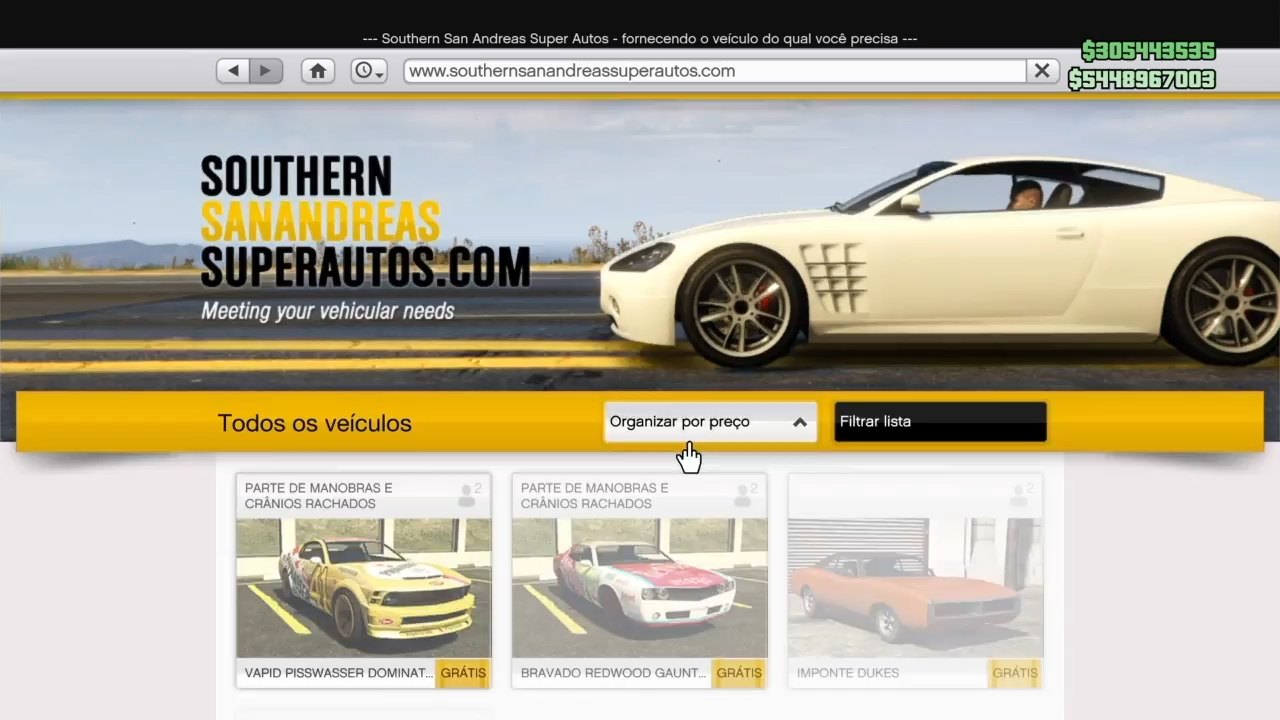 --- Southern San Andreas Super Autos - fornecendo o veículo do qual você precisa ---
$305443535
www.southernsanandreassuperautos.com
$5448967003
SOUTHERN
SANANDREAS
SUPERAUTOS.COM
Meeting your vehicular needs
Todos os veículos
Organizar por preço
Filtrar lista
PARTE DE MANOBRAS E
CRÂNIOS RACHADOS
2
PARTE DE MANOBRAS E
CRÂNIOS RACHADOS
2
2
VAPID PISSWASSER DOMINAT...
GRÁTIS
BRAVADO REDWOOD GAUNT...
GRÁTIS
IMPONTE DUKES
GRÁTIS